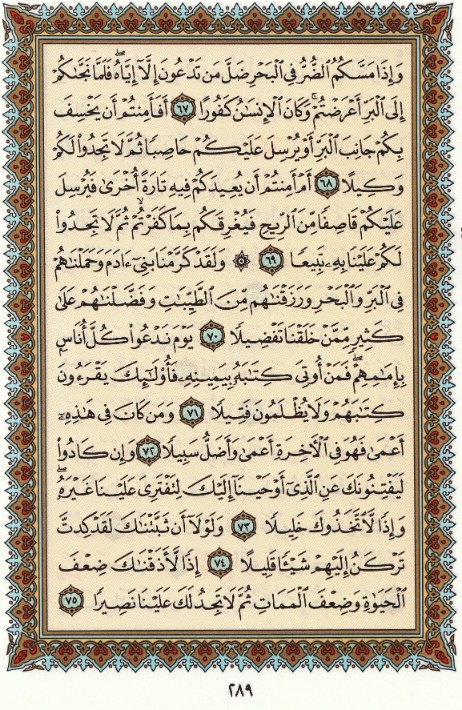 وَإِذَا مَسَّكُمُ ٱلضُّرُّ فِي ٱلۡبَحۡرِ ضَلَّ مَن تَدۡعُونَ إِلَّآ إِيَّاهُۖ فَلَمَّا نَجَّىٰكُمۡ
إِلَى ٱلۡبَرِّ أَعۡرَضۡتُمۡۚ وَكَانَ ٱلۡإِنسَٰنُ كَفُورًا ٦٧ أَفَأَمِنتُمۡ أَن يَخۡسِفَ
بِكُمۡ جَانِبَ ٱلۡبَرِّ أَوۡ يُرۡسِلَ عَلَيۡكُمۡ حَاصِبٗا ثُمَّ لَا تَجِدُواْ لَكُمۡ
وَكِيلًا ٦٨ أَمۡ أَمِنتُمۡ أَن يُعِيدَكُمۡ فِيهِ تَارَةً أُخۡرَىٰ فَيُرۡسِلَ
عَلَيۡكُمۡ قَاصِفٗا مِّنَ ٱلرِّيحِ فَيُغۡرِقَكُم بِمَا كَفَرۡتُمۡ ثُمَّ لَا تَجِدُواْ
لَكُمۡ عَلَيۡنَا بِهِۦ تَبِيعٗا ٦٩ ۞ وَلَقَدۡ كَرَّمۡنَا بَنِيٓ ءَادَمَ وَحَمَلۡنَٰهُمۡ
فِي ٱلۡبَرِّ وَٱلۡبَحۡرِ وَرَزَقۡنَٰهُم مِّنَ ٱلطَّيِّبَٰتِ وَفَضَّلۡنَٰهُمۡ عَلَىٰ
كَثِيرٖ مِّمَّنۡ خَلَقۡنَا تَفۡضِيلٗا ٧٠ يَوۡمَ نَدۡعُواْ كُلَّ أُنَاسِۭ
بِإِمَٰمِهِمۡۖ فَمَنۡ أُوتِيَ كِتَٰبَهُۥ بِيَمِينِهِۦ فَأُوْلَٰٓئِكَ يَقۡرَءُونَ
كِتَٰبَهُمۡ وَلَا يُظۡلَمُونَ فَتِيلٗا ٧١ وَمَن كَانَ فِي هَٰذِهِۦٓ
أَعۡمَىٰ فَهُوَ فِي ٱلۡأٓخِرَةِ أَعۡمَىٰ وَأَضَلُّ سَبِيلٗا ٧٢ وَإِن كَادُواْ
لَيَفۡتِنُونَكَ عَنِ ٱلَّذِيٓ أَوۡحَيۡنَآ إِلَيۡكَ لِتَفۡتَرِيَ عَلَيۡنَا غَيۡرَهُۥۖ
وَإِذٗا لَّٱتَّخَذُوكَ خَلِيلٗا ٧٣ وَلَوۡلَآ أَن ثَبَّتۡنَٰكَ لَقَدۡ كِدتَّ
تَرۡكَنُ إِلَيۡهِمۡ شَيۡـٔٗا قَلِيلًا ٧٤ إِذٗا لَّأَذَقۡنَٰكَ ضِعۡفَ
ٱلۡحَيَوٰةِ وَضِعۡفَ ٱلۡمَمَاتِ ثُمَّ لَا تَجِدُ لَكَ عَلَيۡنَا نَصِيرٗا ٧٥
٢٨٩